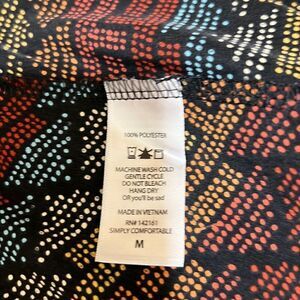 100% POLYESTER
MACHINE WASH COLD
GENTLE CYCLE
DO NOT BLEACH
HANG DRY
OR you'll be sad
MADE IN VIETNAM
RN# 142161
SIMPLY COMFORTABLE
M